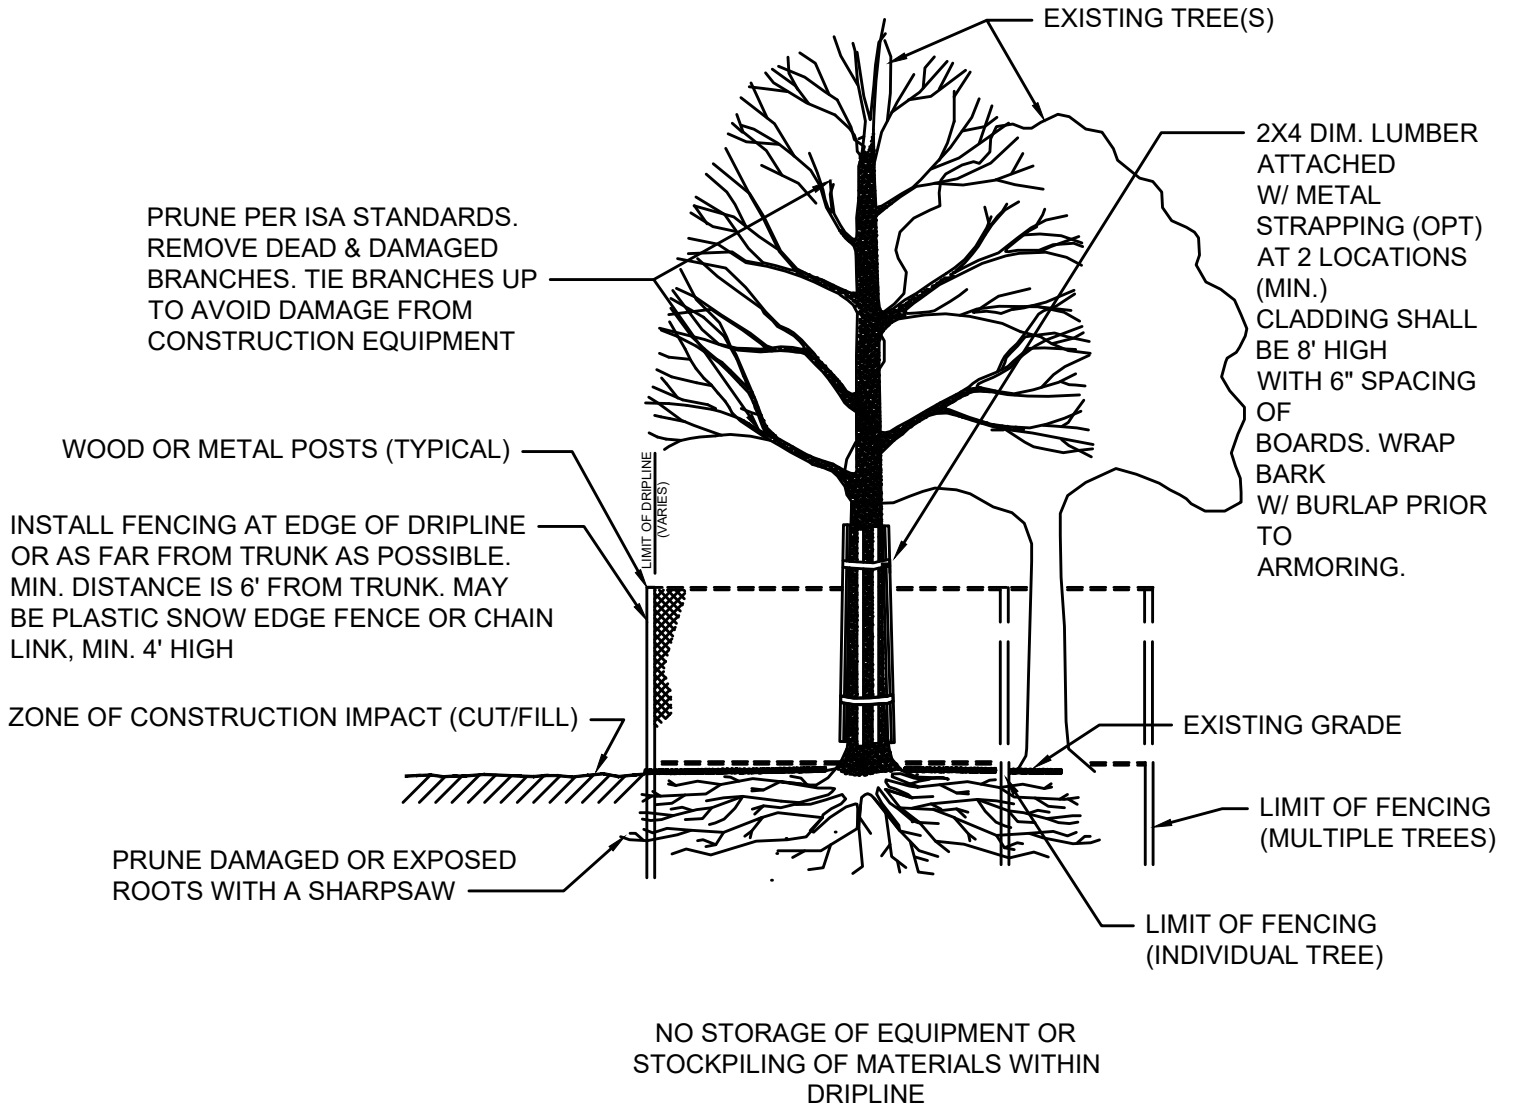 EXISTING TREE(S)
2X4 DIM. LUMBER
ATTACHED
W/ METAL
STRAPPING (OPT)
AT 2 LOCATIONS
(MIN.)
CLADDING SHALL
BE 8' HIGH
WITH 6" SPACING
OF
BOARDS. WRAP
BARK
W/ BURLAP PRIOR
TO
ARMORING.
PRUNE PER ISA STANDARDS.
REMOVE DEAD & DAMAGED
BRANCHES. TIE BRANCHES UP
TO AVOID DAMAGE FROM
CONSTRUCTION EQUIPMENT
WOOD OR METAL POSTS (TYPICAL)
LIMIT OF DRIPLINE
(VARIES)
INSTALL FENCING AT EDGE OF DRIPLINE
OR AS FAR FROM TRUNK AS POSSIBLE.
MIN. DISTANCE IS 6' FROM TRUNK. MAY
BE PLASTIC SNOW EDGE FENCE OR CHAIN
LINK, MIN. 4' HIGH
ZONE OF CONSTRUCTION IMPACT (CUT/FILL)
EXISTING GRADE
LIMIT OF FENCING
(MULTIPLE TREES)
PRUNE DAMAGED OR EXPOSED
ROOTS WITH A SHARPSAW
LIMIT OF FENCING
(INDIVIDUAL TREE)
NO STORAGE OF EQUIPMENT OR
STOCKPILING OF MATERIALS WITHIN
DRIPLINE